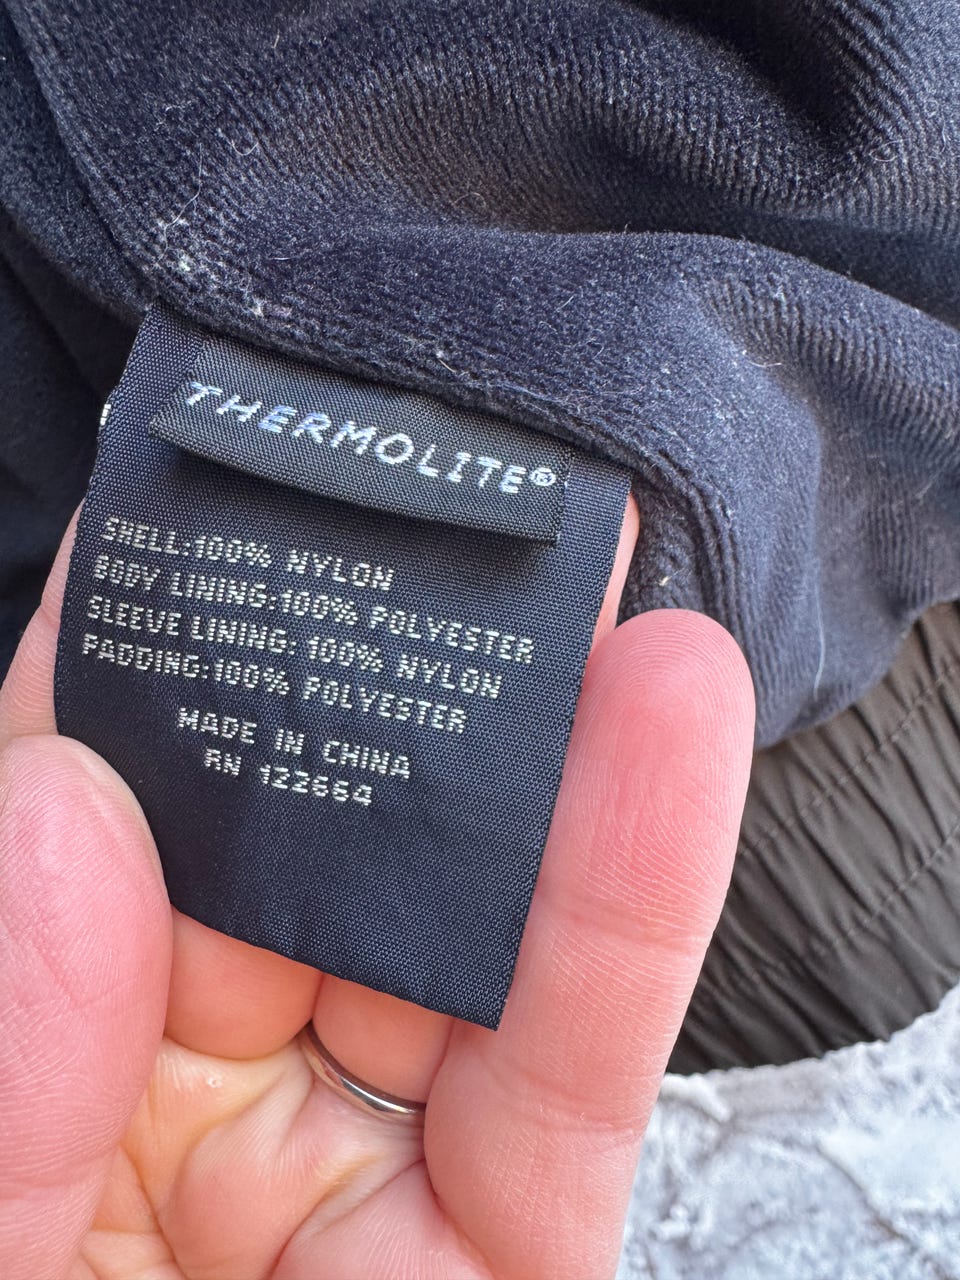 THERMOLITE®
SHELL:100% NYLON
BODY LINING:100% POLYESTER
SLEEVE LINING: 100% NYLON
PADDING:100% POLYESTER
MADE IN CHINA
RN 122664